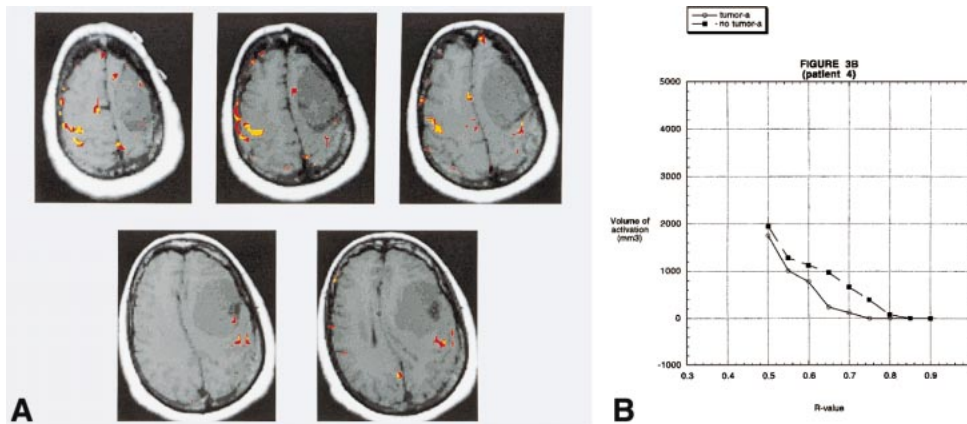 tumor-a
no tumor-a
FIGURE 3B
(patient 4)
5000
4000
3000
Volume of
activation
(mm3)
2000
1000
0
-1000
0.3
0.4
0.5
0.6
0.7
0.8
0.9
1
R-value
A
B